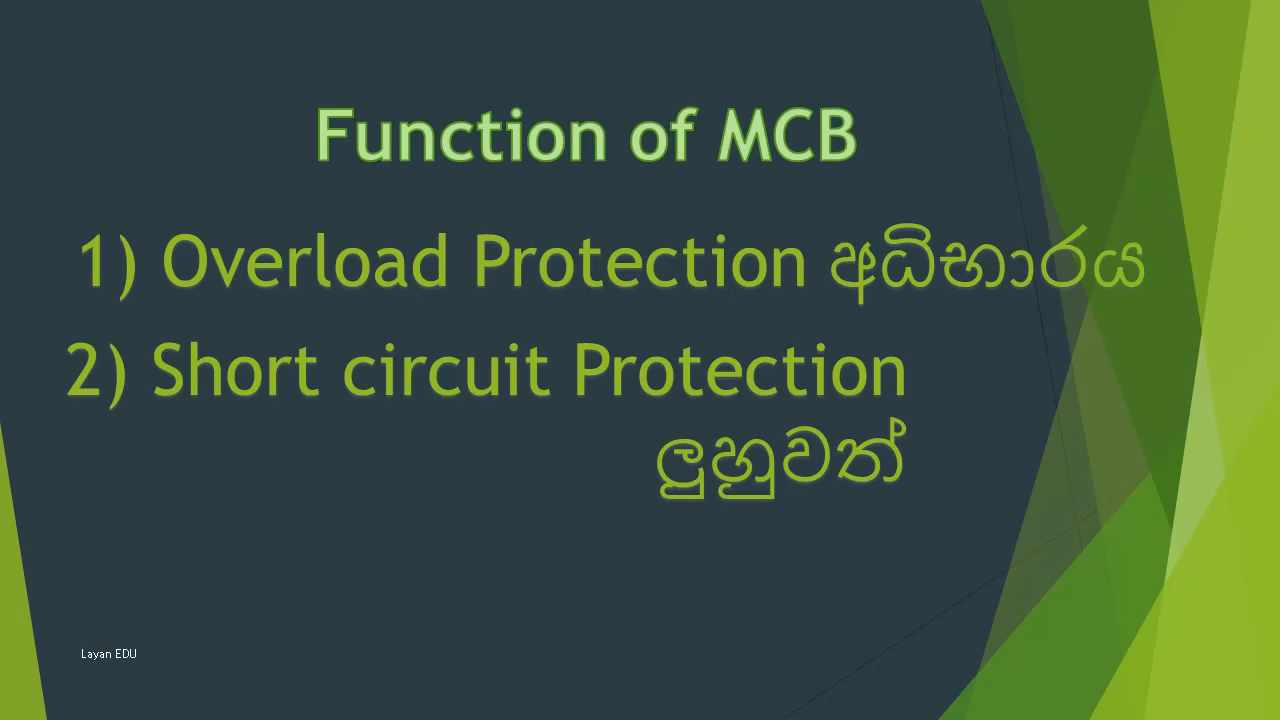 Function of MCB
1) Overload Protection අධිභාරය
2) Short circuit Protection
ලුහුවත්
Layan EDU